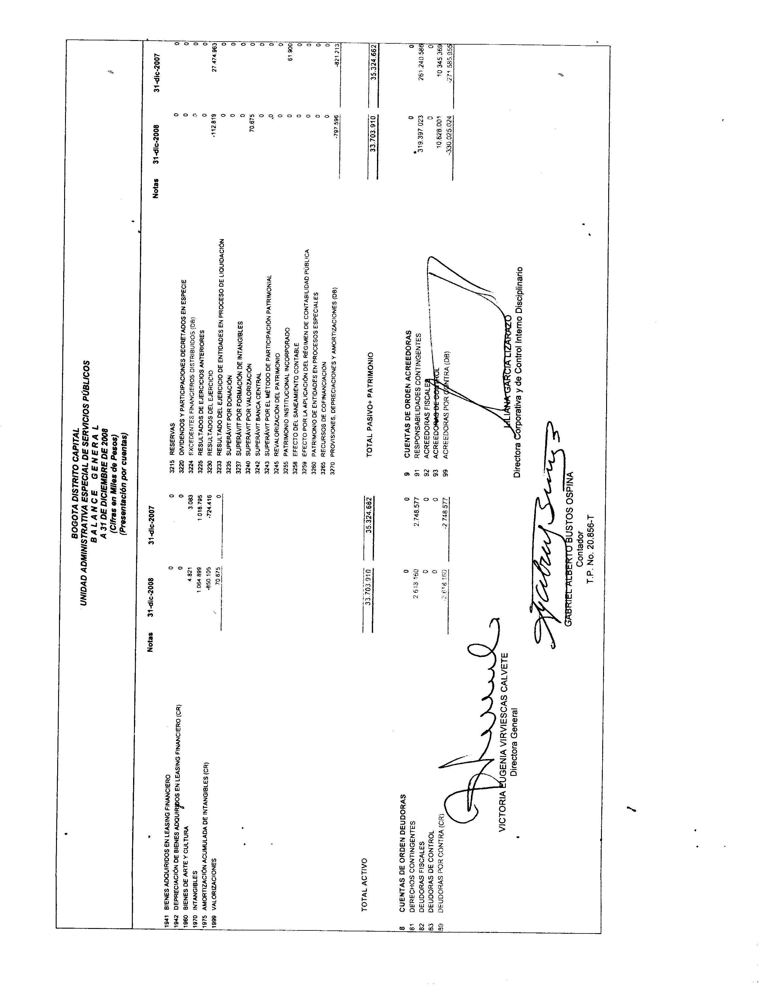 BOGOTA DISTRITO CAPITAL
UNIDAD ADMINISTRATIVA ESPECIAL DE SERVICIOS PÚBLICOS
B A L A N C E   G E N E R A L
A 31 DE DICIEMBRE DE 2008
(Cifras en Miles de Pesos)
(Presentación por cuentas)
Notas 31-dic-2008 31-dic-2007 Notas 31-dic-2008 31-dic-2007
1941 BIENES ADQUIRIDOS EN LEASING FINANCIERO 0 0 3215 RESERVAS 0 0
1942 DEPRECIACIÓN DE BIENES ADQUIRIDOS EN LEASING FINANCIERO (CR) 0 0 3220 DIVIDENDOS Y PARTICIPACIONES DECRETADOS EN ESPECIE 0 0
1960 BIENES DE ARTE Y CULTURA 4.821 3.083 3224 EXCEDENTES FINANCIEROS DISTRIBUIDOS (DB) 0 0
1970 INTANGIBLES 1.064.899 1.018.795 3225 RESULTADOS DE EJERCICIOS ANTERIORES 0 0
1975 AMORTIZACIÓN ACUMULADA DE INTANGIBLES (CR) -850.105 -724.416 3230 RESULTADOS DEL EJERCICIO -112.819 27.474.963
1999 VALORIZACIONES 70.675 0 3233 RESULTADO DEL EJERCICIO DE ENTIDADES EN PROCESO DE LIQUIDACIÓN 0 0
3235 SUPERÁVIT POR DONACIÓN 0 0
3237 SUPERÁVIT POR FORMACIÓN DE INTANGIBLES 0 0
3240 SUPERÁVIT POR VALORIZACIÓN 70.675 0
3242 SUPERÁVIT BANCA CENTRAL 0 0
3243 SUPERÁVIT POR EL MÉTODO DE PARTICIPACIÓN PATRIMONIAL 0 0
3245 REVALORIZACIÓN DEL PATRIMONIO 0 0
3255 PATRIMONIO INSTITUCIONAL INCORPORADO 0 61.900
3258 EFECTO DEL SANEAMIENTO CONTABLE 0 0
3259 EFECTO POR LA APLICACIÓN DEL RÉGIMEN DE CONTABILIDAD PÚBLICA 0 0
3260 PATRIMONIO DE ENTIDADES EN PROCESOS ESPECIALES 0 0
3265 RECURSOS DE COFINANCIACIÓN 0 0
3270 PROVISIONES, DEPRECIACIONES Y AMORTIZACIONES (DB) -797.596 -821.213
TOTAL ACTIVO 33.703.910 35.324.662 TOTAL PASIVO+ PATRIMONIO 33.703.910 35.324.662
8 CUENTAS DE ORDEN DEUDORAS 0 0 9 CUENTAS DE ORDEN ACREEDORAS 0 0
81 DERECHOS CONTINGENTES 2.748.577 91 RESPONSABILIDADES CONTINGENTES 319.397.023 261.240.586
82 DEUDORAS FISCALES 0 0 92 ACREEDORAS FISCALES 0 0
83 DEUDORAS DE CONTROL 0 0 93 ACREEDORAS DE CONTROL 10.628.001 10.345.369
89 DEUDORAS POR CONTRA (CR) -2.618.160 -2.748.577 99 ACREEDORAS POR CONTRA (DB) -330.025.024 -271.585.955
VICTORIA EUGENIA VIRVIESCAS CALVETE
Directora General
LILIANA GARCIA LIZARAZO
Directora Corporativa y de Control Interno Disciplinario
GABRIEL ALBERTO BUSTOS OSPINA
Contador
T.P. No. 20.856-T